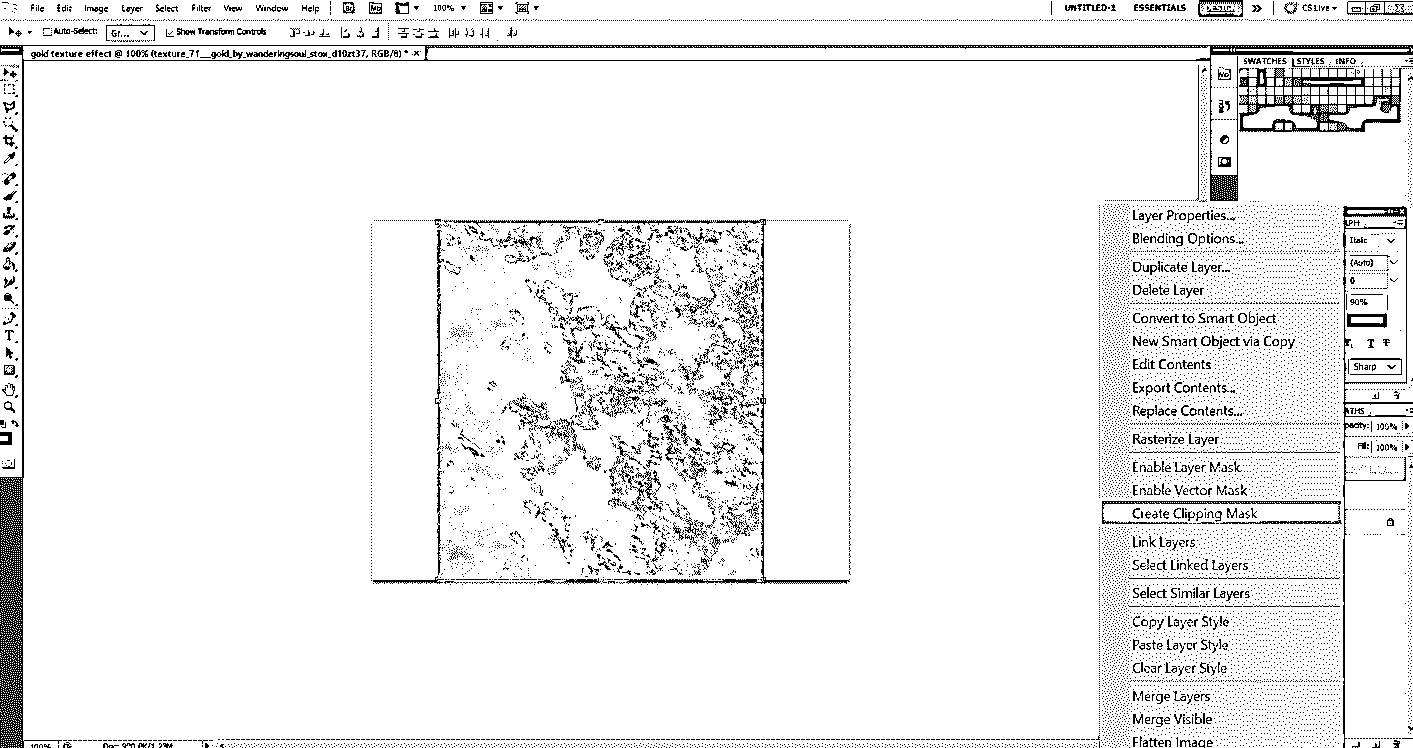 File Edit Image Layer Select Filter View Window Help Br Mb 100% UNTITLED-1 ESSENTIALS CS Live
Auto-Select: Show Transform Controls
gold texture effect @ 100% (texture_71__gold_by_wanderingsoul_stox_d10zt37, RGB/8) * ×
SWATCHES STYLES INFO
Layer Properties...
Blending Options...
Italic
Duplicate Layer...
(Auto)
Delete Layer
0
90%
Convert to Smart Object
New Smart Object via Copy
T
Edit Contents
Sharp
Export Contents...
Replace Contents...
100%
Rasterize Layer
Fill: 100%
Enable Layer Mask
Enable Vector Mask
Create Clipping Mask
Link Layers
Select Linked Layers
Select Similar Layers
Copy Layer Style
Paste Layer Style
Clear Layer Style
Merge Layers
Merge Visible
Flatten Image
100%